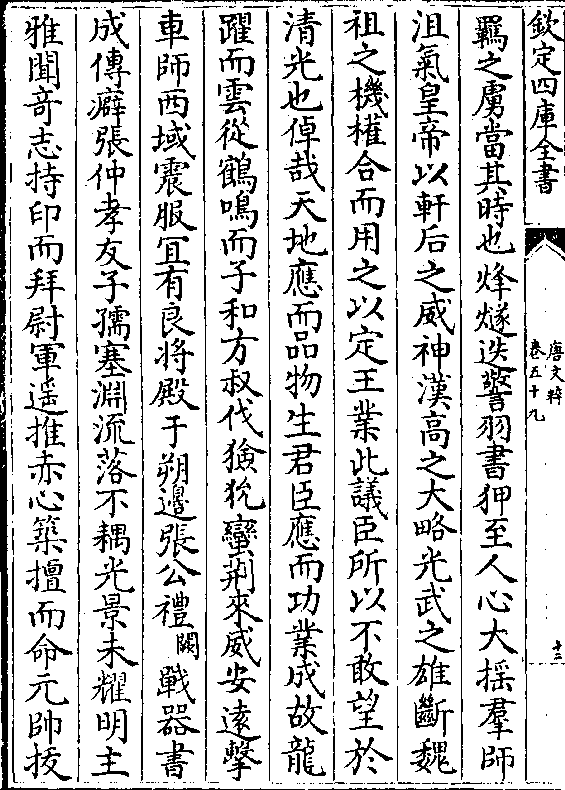 欽定四庫全書
唐文粹
卷五十九
十三
羈之虜當其時也烽燧迭警羽書狎至人心大搖羣師
沮氣皇帝以軒后之威神漢高之大略光武之雄斷魏
祖之機權合而用之以定王業此議臣所以不敢望於
清光也倬哉天地應而品物生君臣應而功業成故龍
躍而雲從鶴鳴而子和方叔伐獫狁蠻荆來威安遠擊
車師西域震服冝有良將殿于朔邊張公禮闕戰器書
成傳癖張仲孝友子孺塞淵流落不耦光景未耀明主
雅聞竒志持印而拜尉軍遥推赤心築擅而命元帥拔